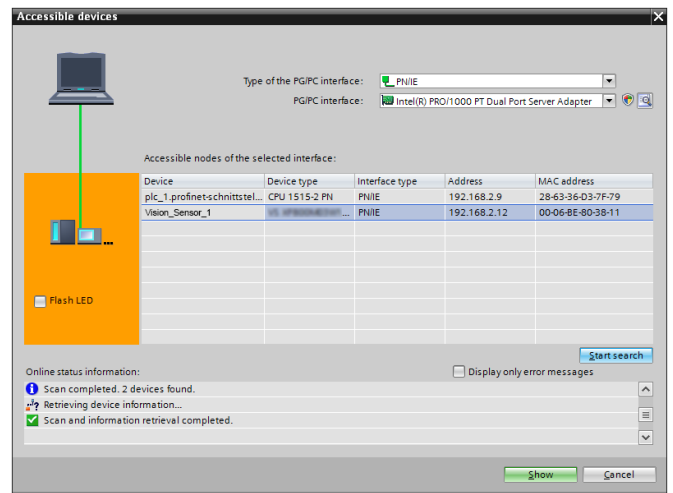 Accessible devices
Type of the PG/PC interface: PN/IE
PG/PC interface: Intel(R) PRO/1000 PT Dual Port Server Adapter
Accessible nodes of the selected interface:
Device Device type Interface type Address MAC address
plc_1.profinet-schnittstel... CPU 1515-2 PN PN/IE 192.168.2.9 28-63-36-D3-7F-79
Vision_Sensor_1 ... PN/IE 192.168.2.12 00-06-BE-80-38-11
...
Flash LED
Start search
Online status information:
Display only error messages
Scan completed. 2 devices found.
Retrieving device information...
Scan and information retrieval completed.
Show Cancel